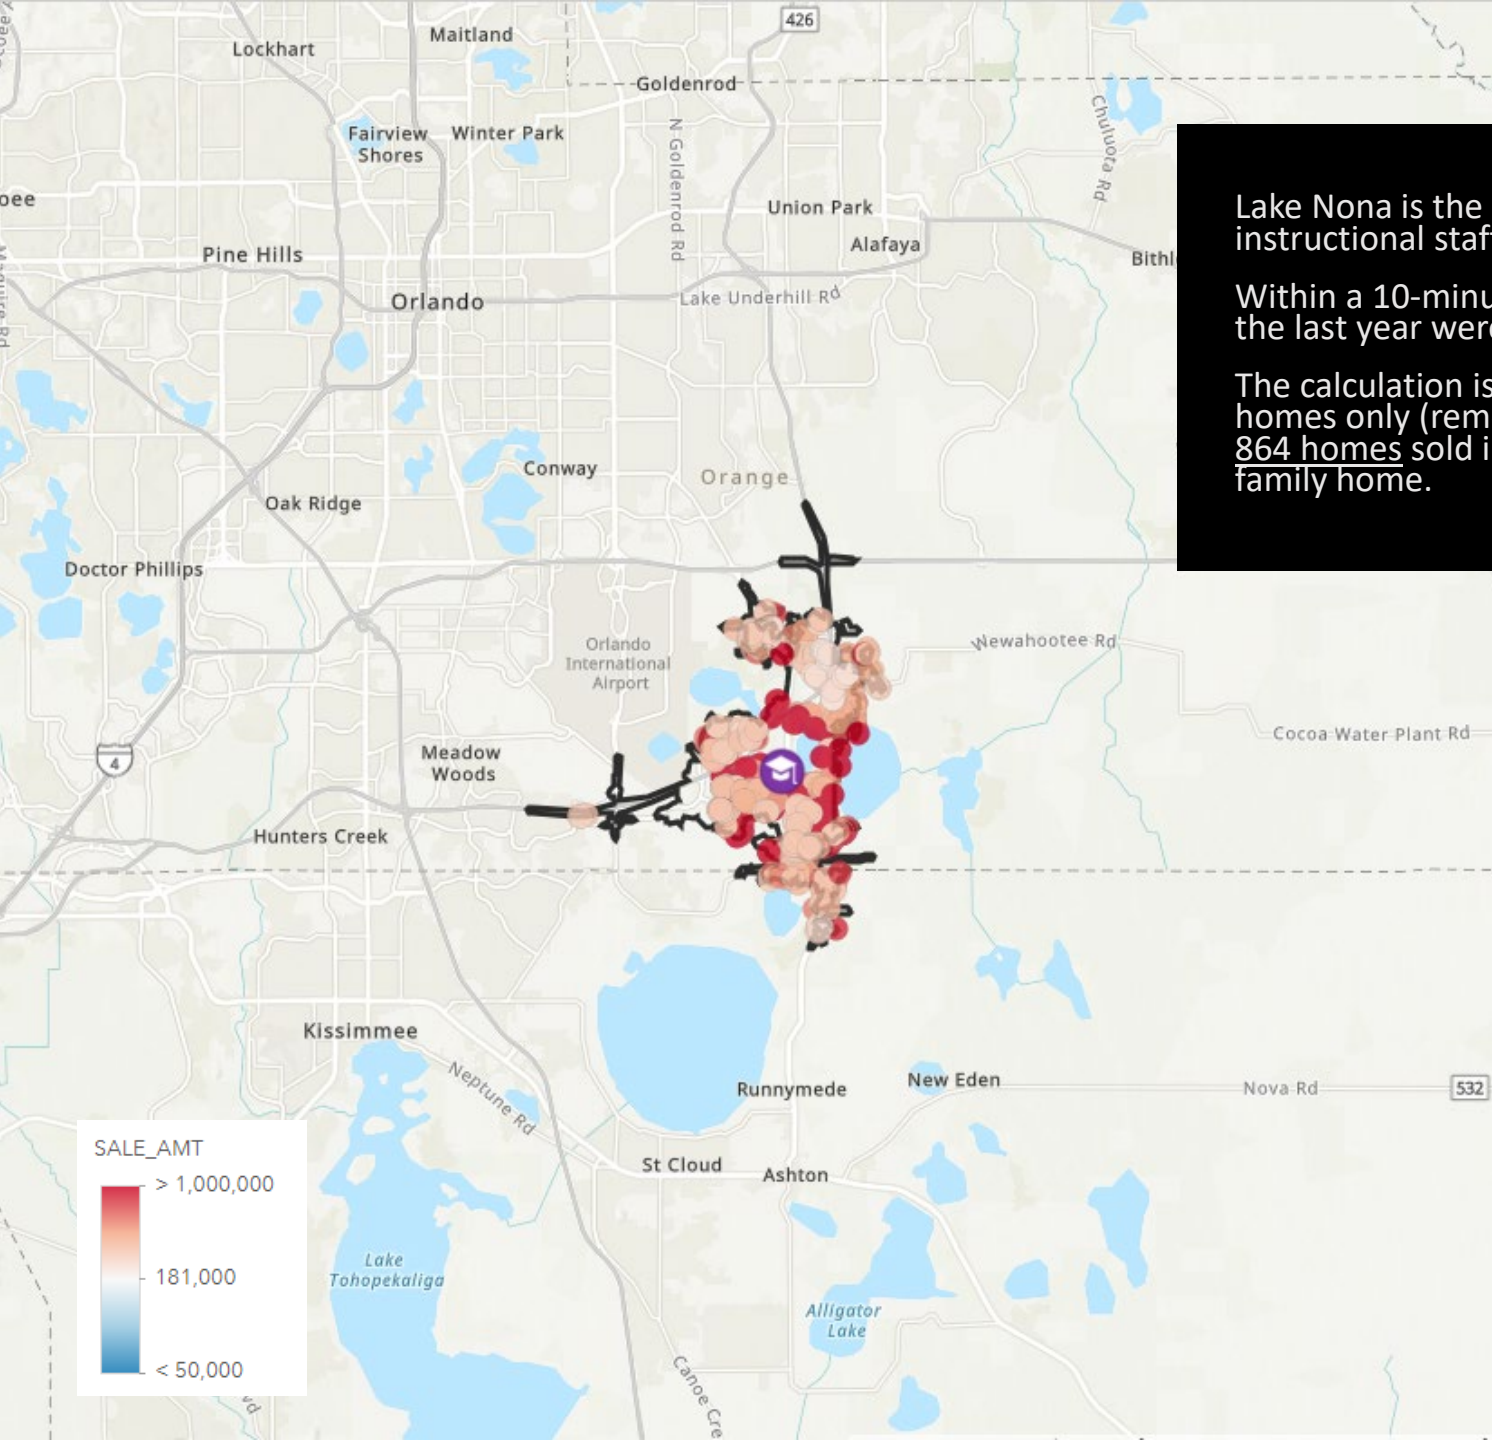 426
Maitland
Lockhart
Goldenrod
Chuluota Rd
N Goldenrod Rd
Fairview
Shores
Winter Park
oee
Union Park
Alafaya
Pine Hills
Bithl
Orlando
Lake Underhill Rd
Lake Nona is the
instructional staf
Within a 10-minu
the last year were
The calculation is
homes only (rem
864 homes sold i
family home.
Conway
Orange
Oak Ridge
Doctor Phillips
Orlando
International
Airport
Newahootee Rd
Cocoa Water Plant Rd
4
Meadow
Woods
Hunters Creek
Kissimmee
Neptune Rd
Runnymede
New Eden
Nova Rd
532
St Cloud
Ashton
SALE_AMT
> 1,000,000
181,000
< 50,000
Lake
Tohopekaliga
Alligator
Lake
Canoe Cre